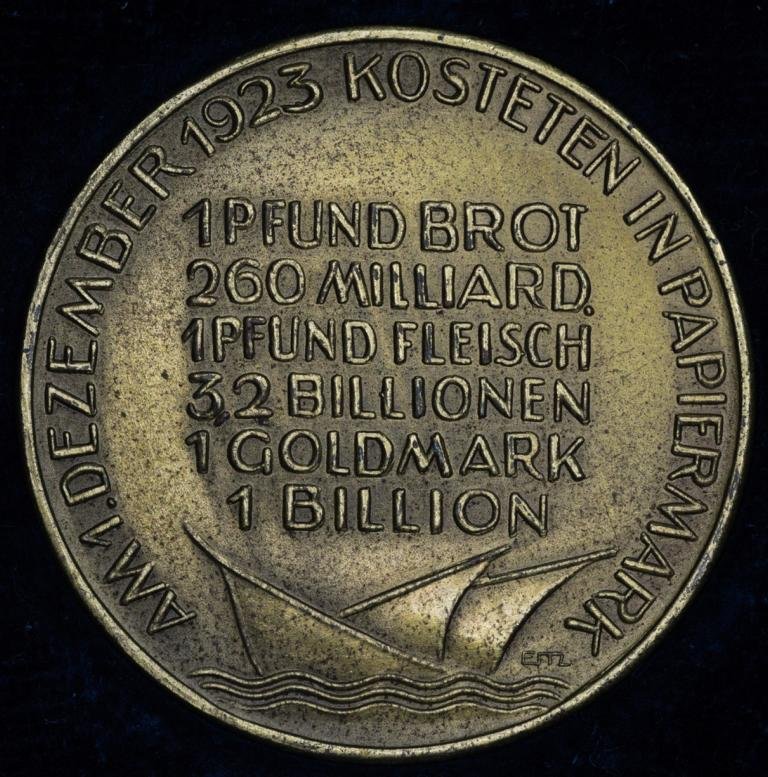 AM 1. DEZEMBER 1923 KOSTETEN IN PAPIERMARK
1 PFUND BROT
260 MILLIARD.
1 PFUND FLEISCH
3,2 BILLIONEN
1 GOLDMARK
1 BILLION